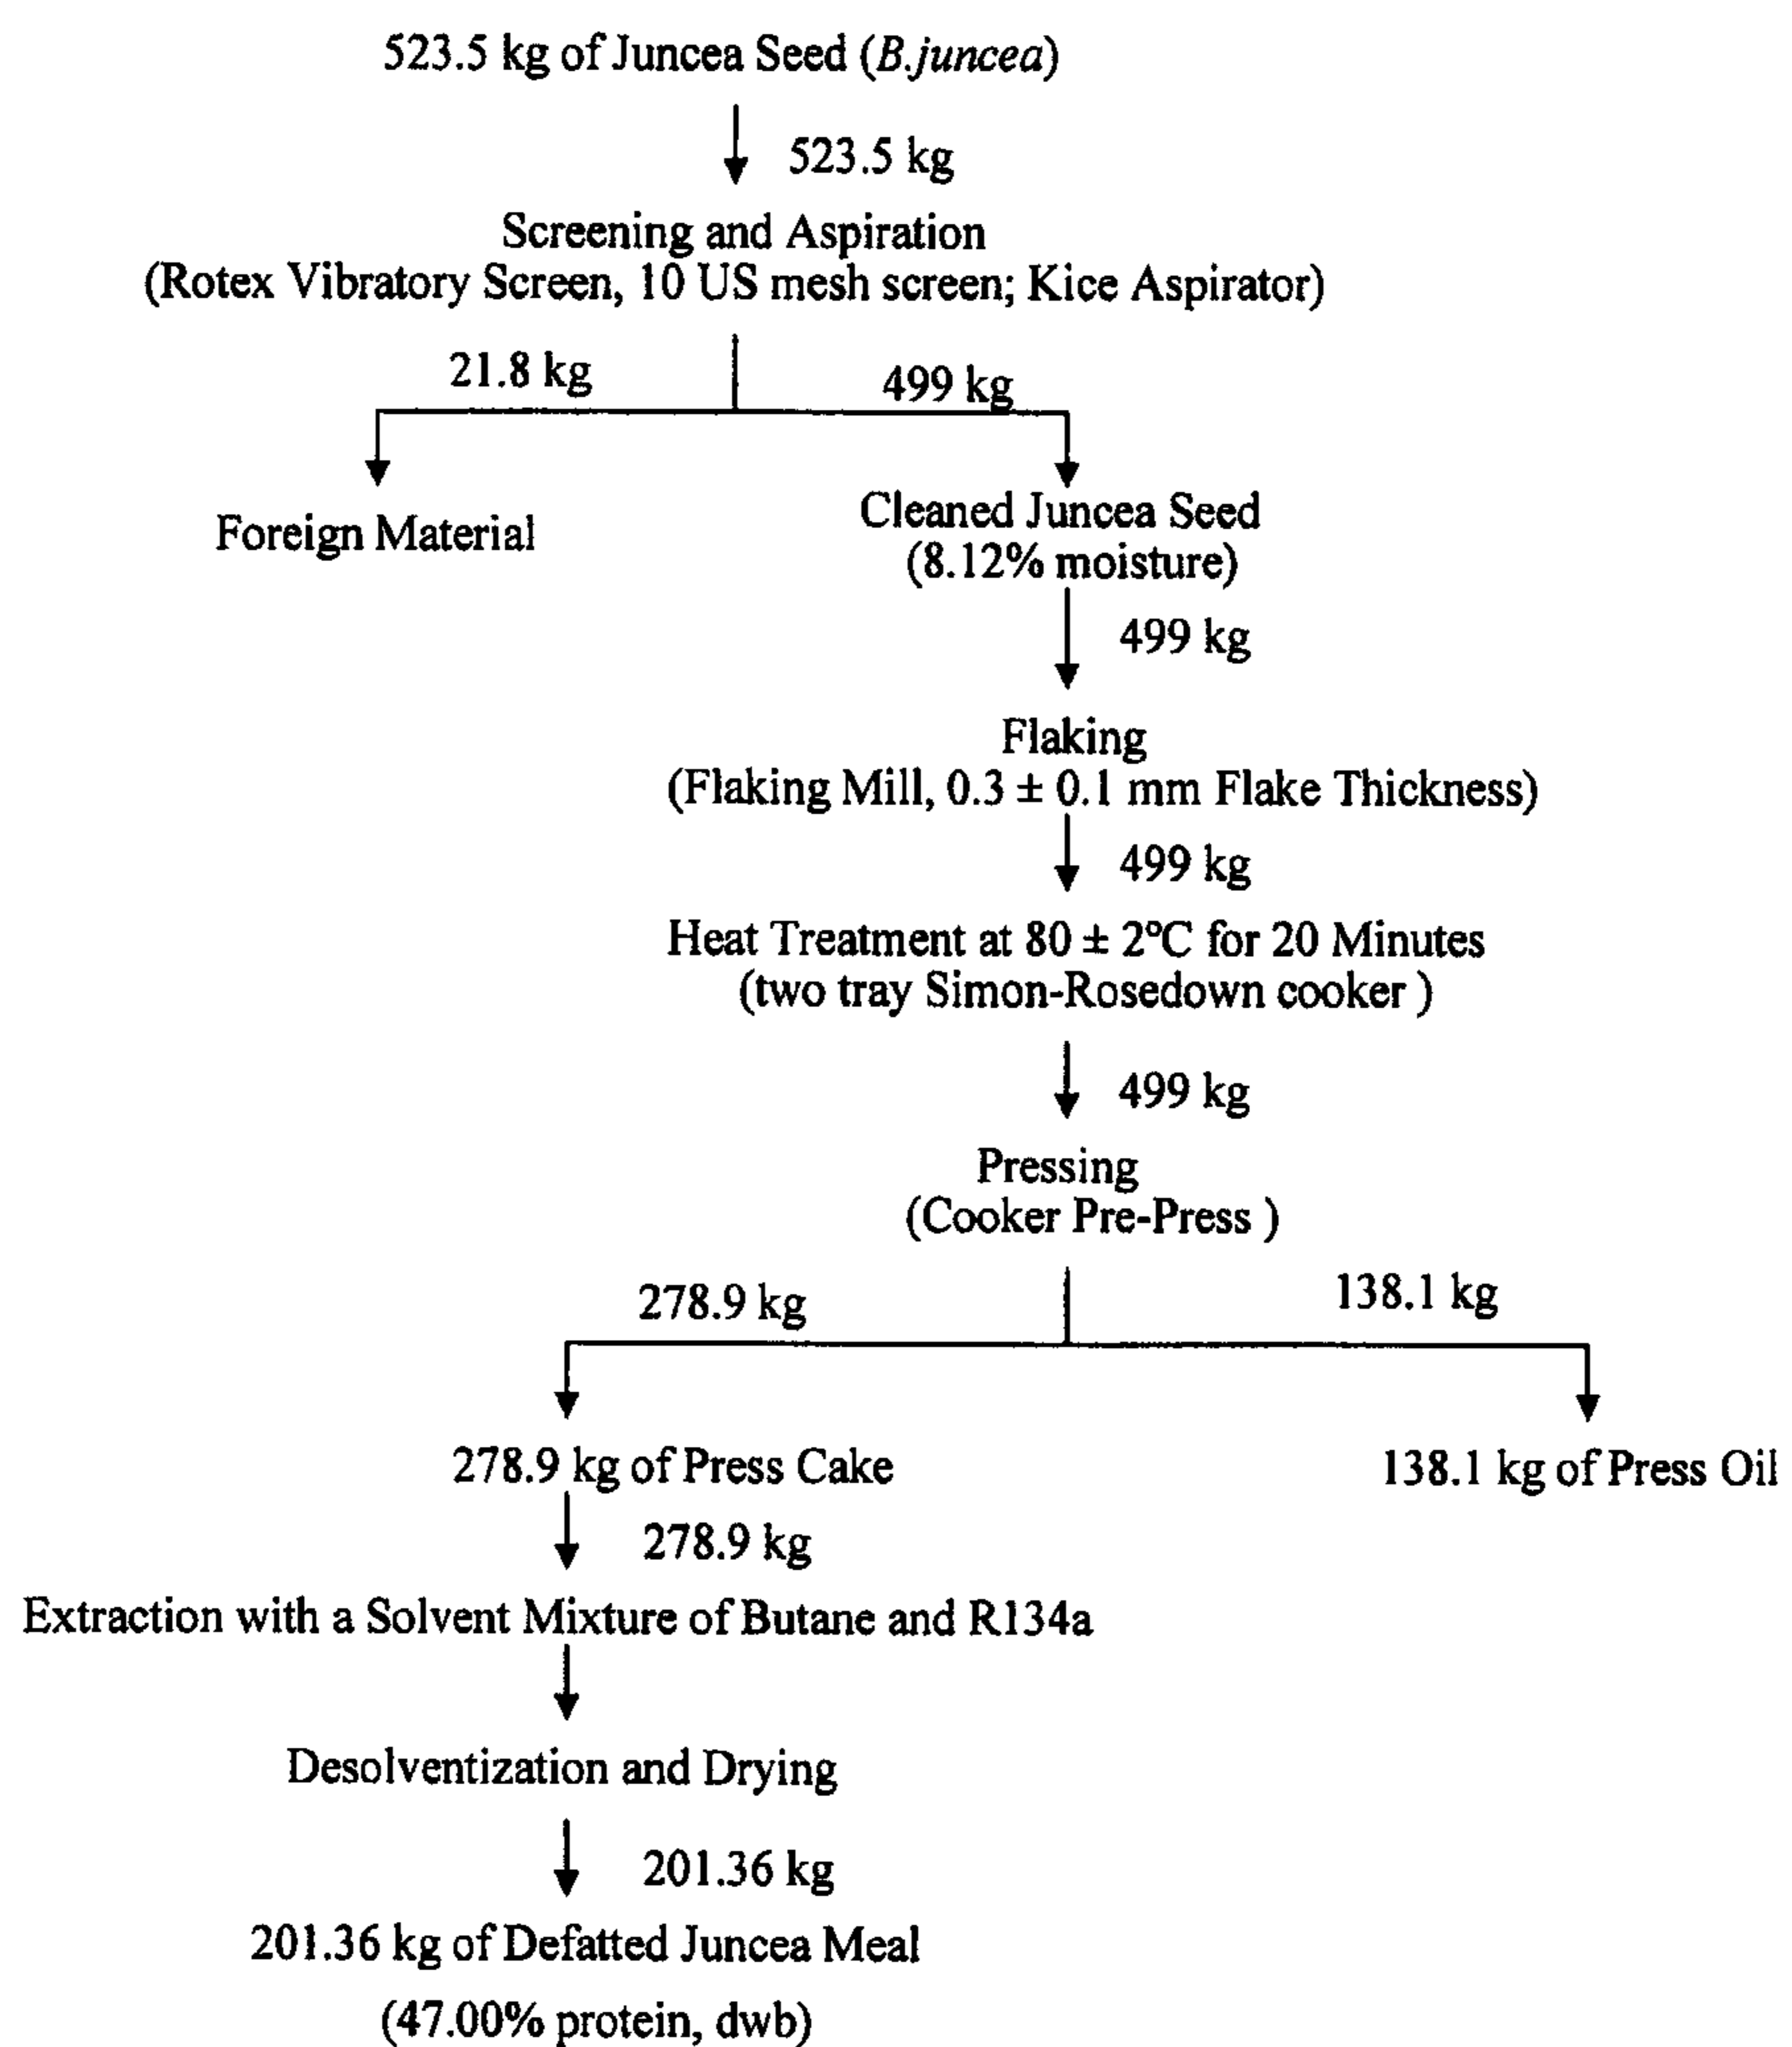 523.5 kg of Juncea Seed (B.juncea)
523.5 kg
Screening and Aspiration
(Rotex Vibratory Screen, 10 US mesh screen; Kice Aspirator)
21.8 kg
499 kg
Foreign Material
Cleaned Juncea Seed
(8.12% moisture)
499 kg
Flaking
(Flaking Mill, 0.3 ± 0.1 mm Flake Thickness)
499 kg
Heat Treatment at 80 ± 2°C for 20 Minutes
(two tray Simon-Rosedown cooker )
499 kg
Pressing
(Cooker Pre-Press )
278.9 kg
138.1 kg
278.9 kg of Press Cake
138.1 kg of Press Oil
278.9 kg
Extraction with a Solvent Mixture of Butane and R134a
Desolventization and Drying
201.36 kg
201.36 kg of Defatted Juncea Meal
(47.00% protein, dwb)